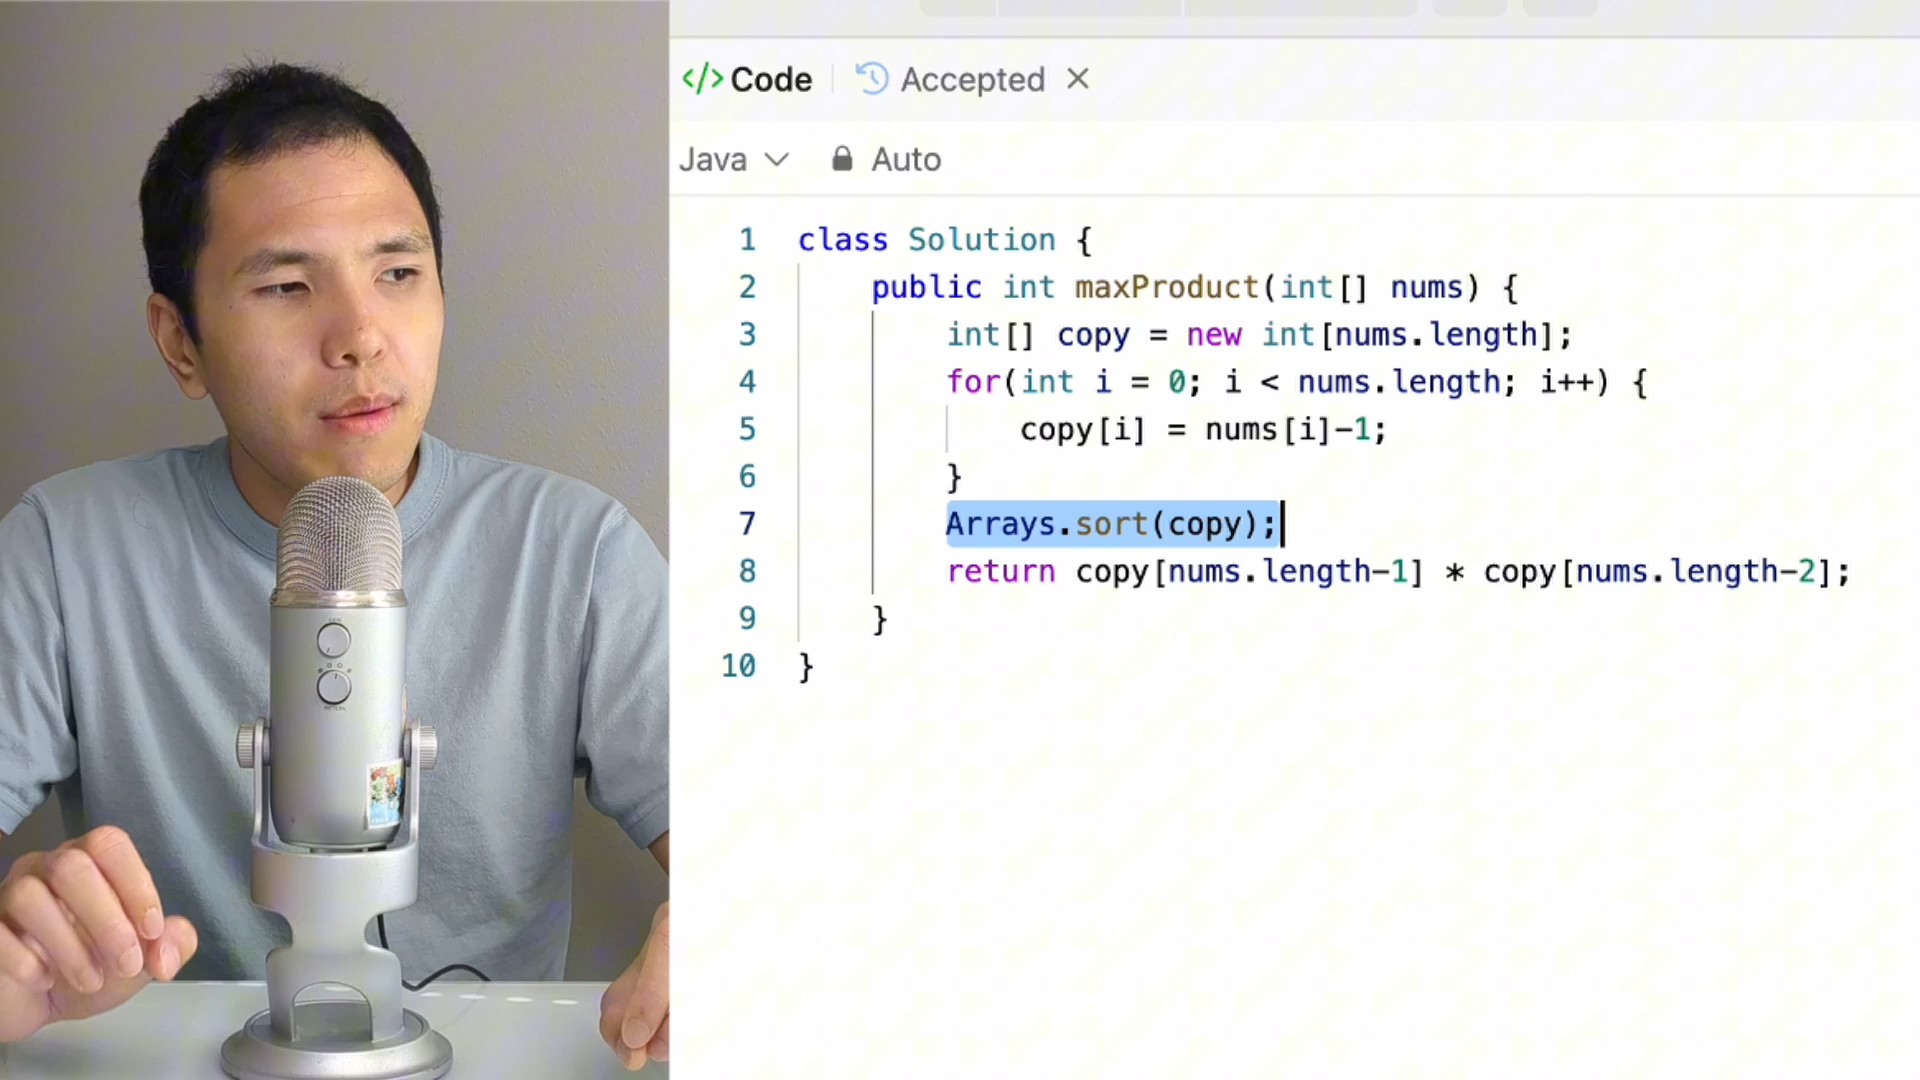 </> Code Accepted ×
Java Auto
1 class Solution {
2 public int maxProduct(int[] nums) {
3 int[] copy = new int[nums.length];
4 for(int i = 0; i < nums.length; i++) {
5 copy[i] = nums[i]-1;
6 }
7 Arrays.sort(copy);
8 return copy[nums.length-1] * copy[nums.length-2];
9 }
10 }